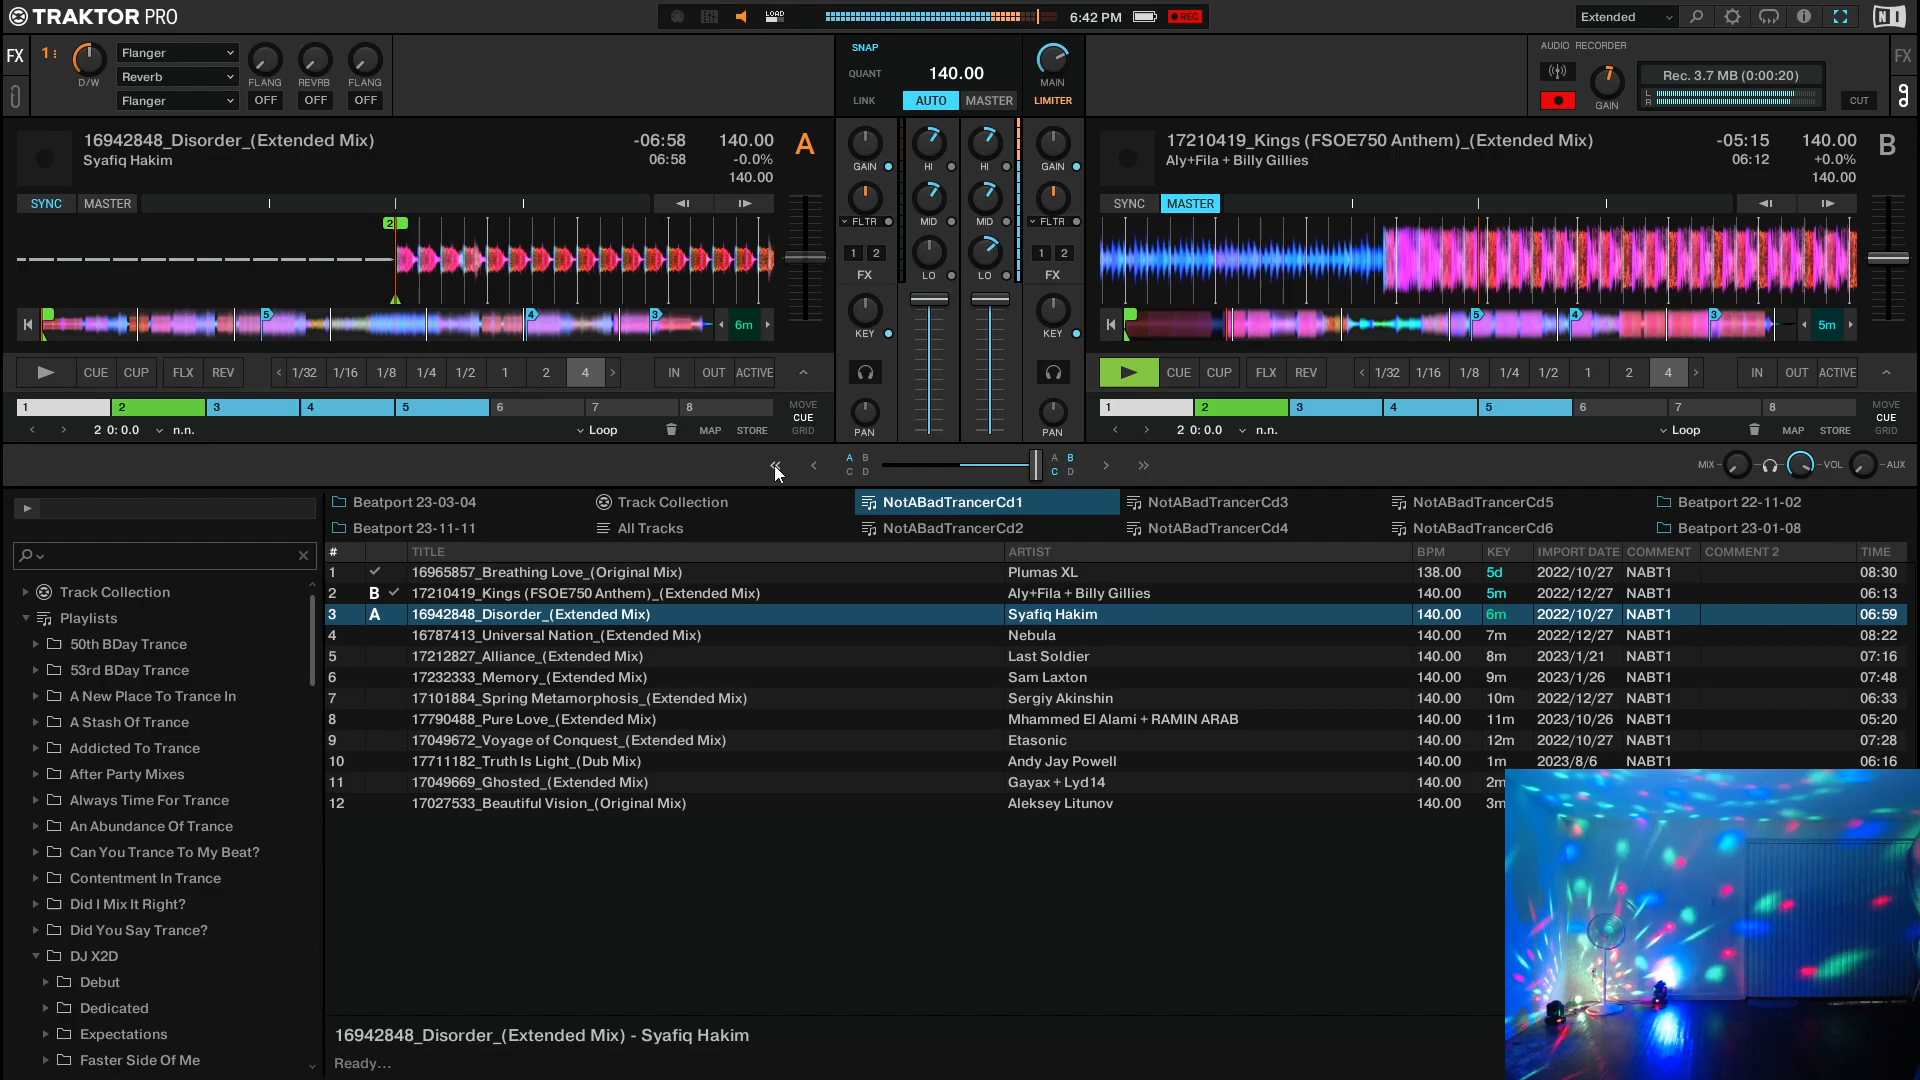 TRAKTOR PRO
LOAD
6:42 PM
REC
Extended
FX
1
D/W
Flanger
Reverb
Flanger
FLANG
REVRB
FLANG
OFF
OFF
OFF
SNAP
QUANT
LINK
140.00
AUTO
MASTER
MAIN
LIMITER
AUDIO RECORDER
GAIN
Rec. 3.7 MB (0:00:20)
L
R
CUT
FX
16942848_Disorder_(Extended Mix)
Syafiq Hakim
-06:58
06:58
140.00
-0.0%
140.00
A
SYNC
MASTER
2
5
4
3
6m
CUE
CUP
FLX
REV
1/32
1/16
1/8
1/4
1/2
1
2
4
IN
OUT
ACTIVE
1
2
3
4
5
6
7
8
MOVE
CUE
GRID
2 0: 0.0
n.n.
Loop
MAP
STORE
GAIN
HI
HI
GAIN
FLTR
MID
MID
FLTR
1
2
FX
LO
LO
1
2
FX
KEY
KEY
PAN
PAN
17210419_Kings (FSOE750 Anthem)_(Extended Mix)
Aly+Fila + Billy Gillies
-05:15
06:12
140.00
+0.0%
140.00
B
SYNC
MASTER
5
4
3
5m
CUE
CUP
FLX
REV
1/32
1/16
1/8
1/4
1/2
1
2
4
IN
OUT
ACTIVE
1
2
3
4
5
6
7
8
MOVE
CUE
GRID
2 0: 0.0
n.n.
Loop
MAP
STORE
A B
C D
A B
C D
MIX
VOL
AUX
Beatport 23-03-04
Track Collection
NotABadTrancerCd1
NotABadTrancerCd3
NotABadTrancerCd5
Beatport 22-11-02
Beatport 23-11-11
All Tracks
NotABadTrancerCd2
NotABadTrancerCd4
NotABadTrancerCd6
Beatport 23-01-08
# TITLE ARTIST BPM KEY IMPORT DATE COMMENT COMMENT 2 TIME
1 16965857_Breathing Love_(Original Mix) Plumas XL 138.00 5d 2022/10/27 NABT1 08:30
2 B 17210419_Kings (FSOE750 Anthem)_(Extended Mix) Aly+Fila + Billy Gillies 140.00 5m 2022/12/27 NABT1 06:13
3 A 16942848_Disorder_(Extended Mix) Syafiq Hakim 140.00 6m 2022/10/27 NABT1 06:59
4 16787413_Universal Nation_(Extended Mix) Nebula 140.00 7m 2022/12/27 NABT1 08:22
5 17212827_Alliance_(Extended Mix) Last Soldier 140.00 8m 2023/1/21 NABT1 07:16
6 17232333_Memory_(Extended Mix) Sam Laxton 140.00 9m 2023/1/26 NABT1 07:48
7 17101884_Spring Metamorphosis_(Extended Mix) Sergiy Akinshin 140.00 10m 2022/12/27 NABT1 06:33
8 17790488_Pure Love_(Extended Mix) Mhammed El Alami + RAMIN ARAB 140.00 11m 2023/10/26 NABT1 05:20
9 17049672_Voyage of Conquest_(Extended Mix) Etasonic 140.00 12m 2022/10/27 NABT1 07:28
10 17711182_Truth Is Light_(Dub Mix) Andy Jay Powell 140.00 1m 2023/8/6 NABT1 06:16
11 17049669_Ghosted_(Extended Mix) Gayax + Lyd14 140.00 2m
12 17027533_Beautiful Vision_(Original Mix) Aleksey Litunov 140.00 3m
Track Collection
Playlists
50th BDay Trance
53rd BDay Trance
A New Place To Trance In
A Stash Of Trance
Addicted To Trance
After Party Mixes
Always Time For Trance
An Abundance Of Trance
Can You Trance To My Beat?
Contentment In Trance
Did I Mix It Right?
Did You Say Trance?
DJ X2D
Debut
Dedicated
Expectations
Faster Side Of Me
16942848_Disorder_(Extended Mix) - Syafiq Hakim
Ready...